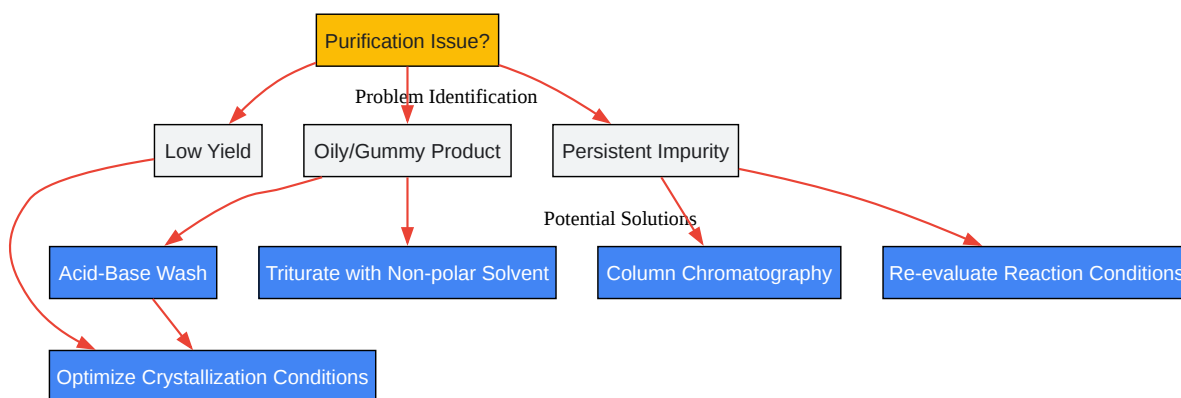 Purification Issue?
Problem Identification
Low Yield
Oily/Gummy Product
Persistent Impurity
Potential Solutions
Acid-Base Wash
Triturate with Non-polar Solvent
Column Chromatography
Re-evaluate Reaction Conditions
Optimize Crystallization Conditions